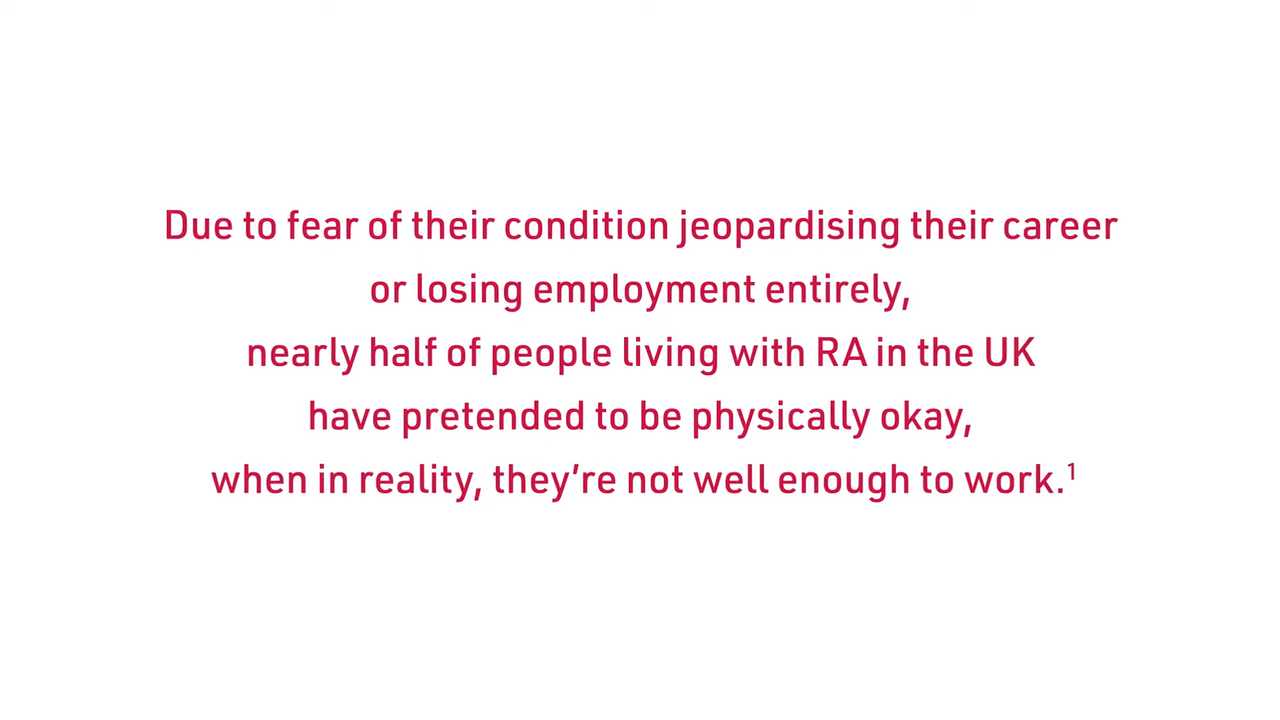 Due to fear of their condition jeopardising their career
or losing employment entirely,
nearly half of people living with RA in the UK
have pretended to be physically okay,
when in reality, they’re not well enough to work.¹